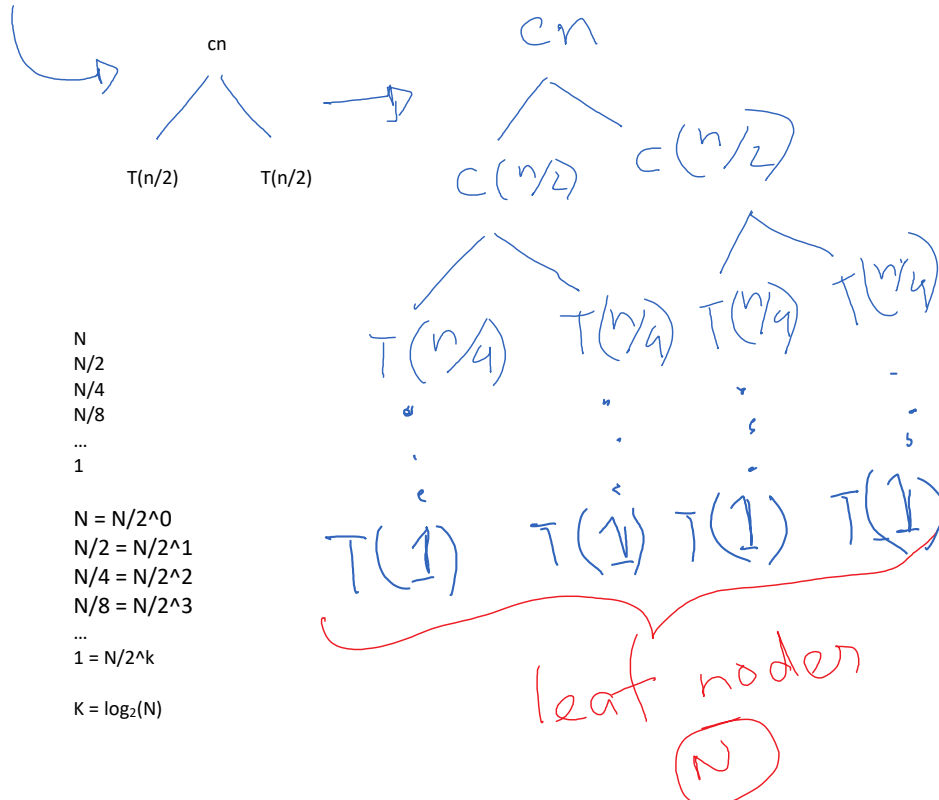 cn
T(n/2) T(n/2)
cn
c(n/2) c(n/2)
T(n/4) T(n/4) T(n/4) T(n/4)
T(1) T(1) T(1) T(1)
leaf nodes
N
N
N/2
N/4
N/8
...
1
N = N/2^0
N/2 = N/2^1
N/4 = N/2^2
N/8 = N/2^3
...
1 = N/2^k
K = log₂(N)